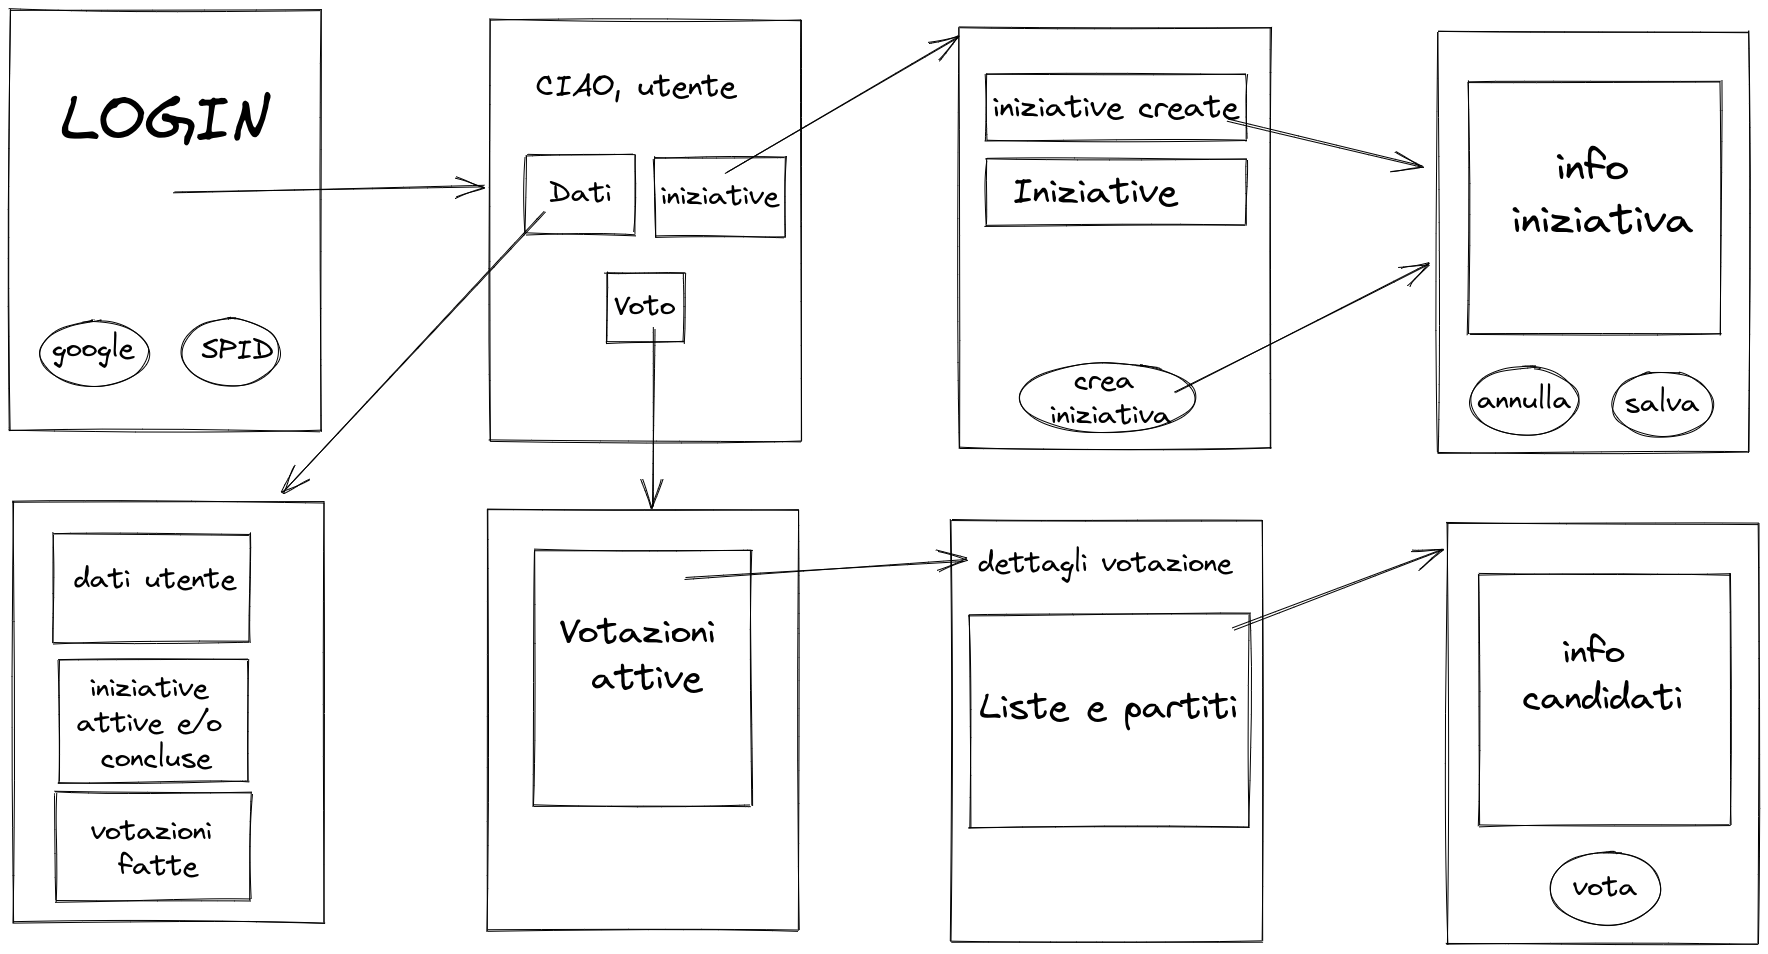 LOGIN
google
SPID
CIAO, utente
Dati
iniziative
Voto
iniziative create
Iniziative
crea
iniziativa
info
iniziativa
annulla
salva
dati utente
iniziative
attive e/o
concluse
votazioni
fatte
Votazioni
attive
dettagli votazione
Liste e partiti
info
candidati
vota